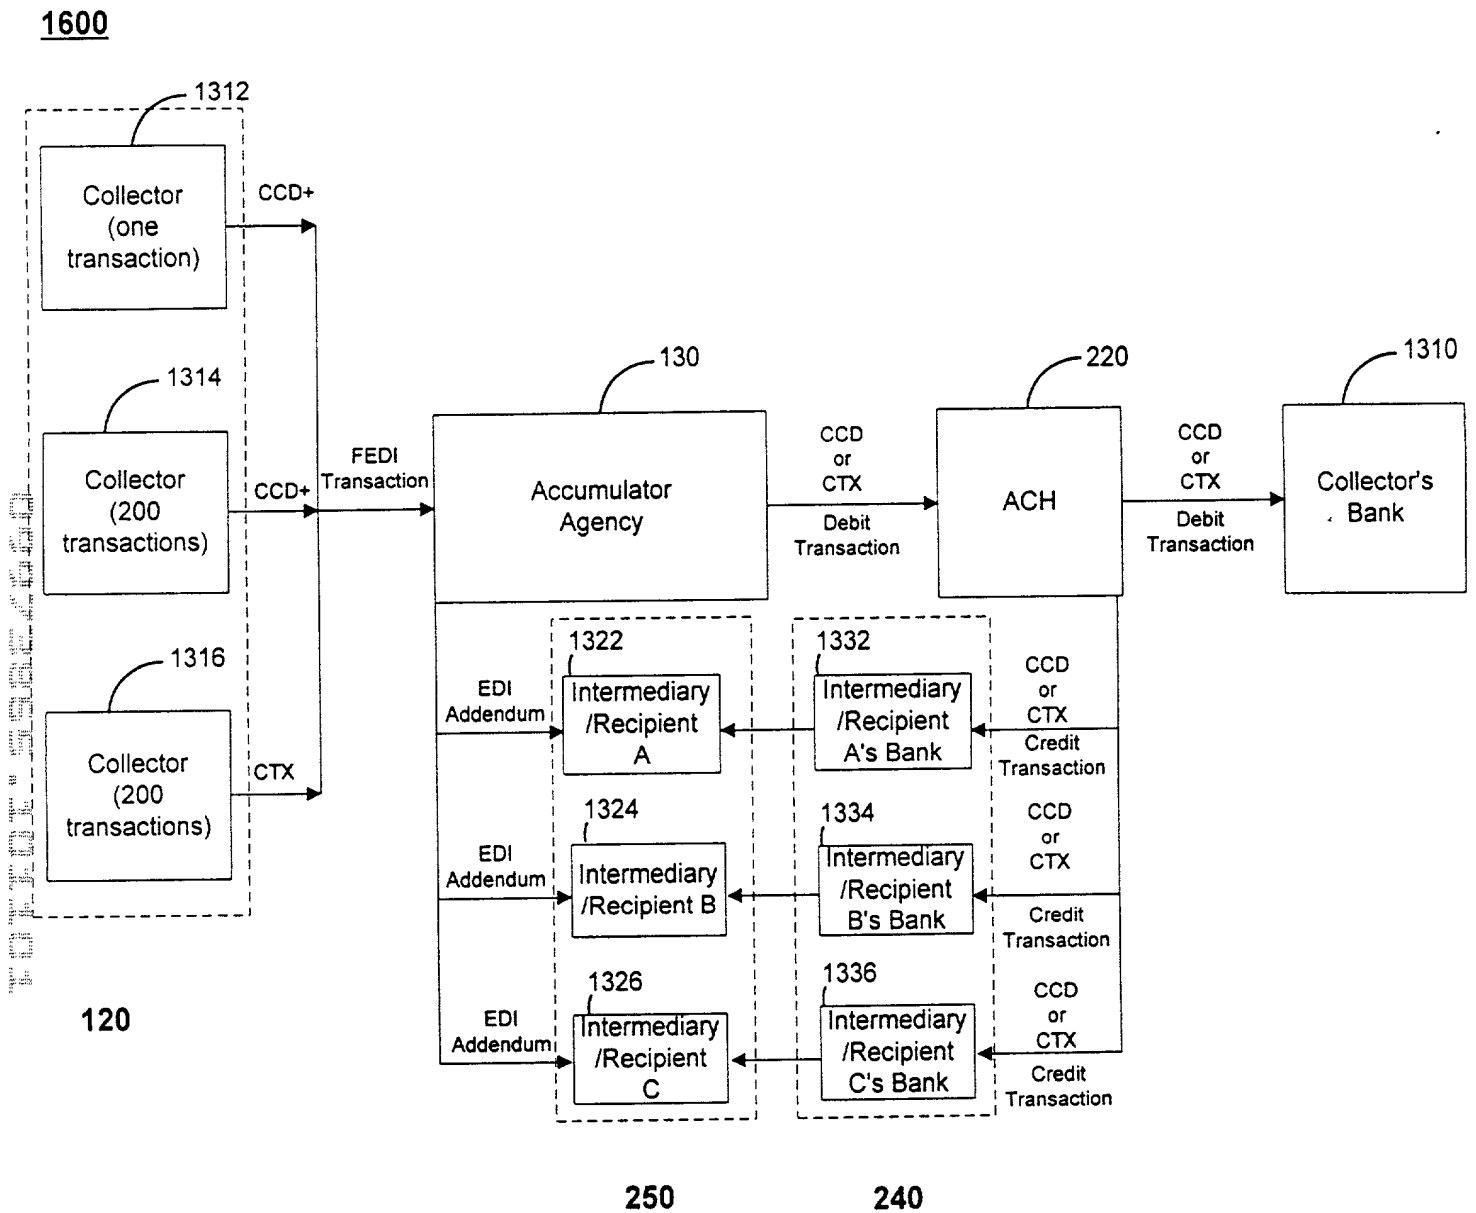 1600
1312
Collector
(one
transaction)
CCD+
1314
Collector
(200
transactions)
CCD+
1316
Collector
(200
transactions)
CTX
120
FEDI
Transaction
130
Accumulator
Agency
CCD
or
CTX
Debit
Transaction
220
ACH
CCD
or
CTX
Debit
Transaction
1310
Collector's
Bank
EDI
Addendum
1322
Intermediary
/Recipient
A
1332
Intermediary
/Recipient
A's Bank
CCD
or
CTX
Credit
Transaction
EDI
Addendum
1324
Intermediary
/Recipient B
1334
Intermediary
/Recipient
B's Bank
CCD
or
CTX
Credit
Transaction
EDI
Addendum
1326
Intermediary
/Recipient
C
1336
Intermediary
/Recipient
C's Bank
CCD
or
CTX
Credit
Transaction
250
240